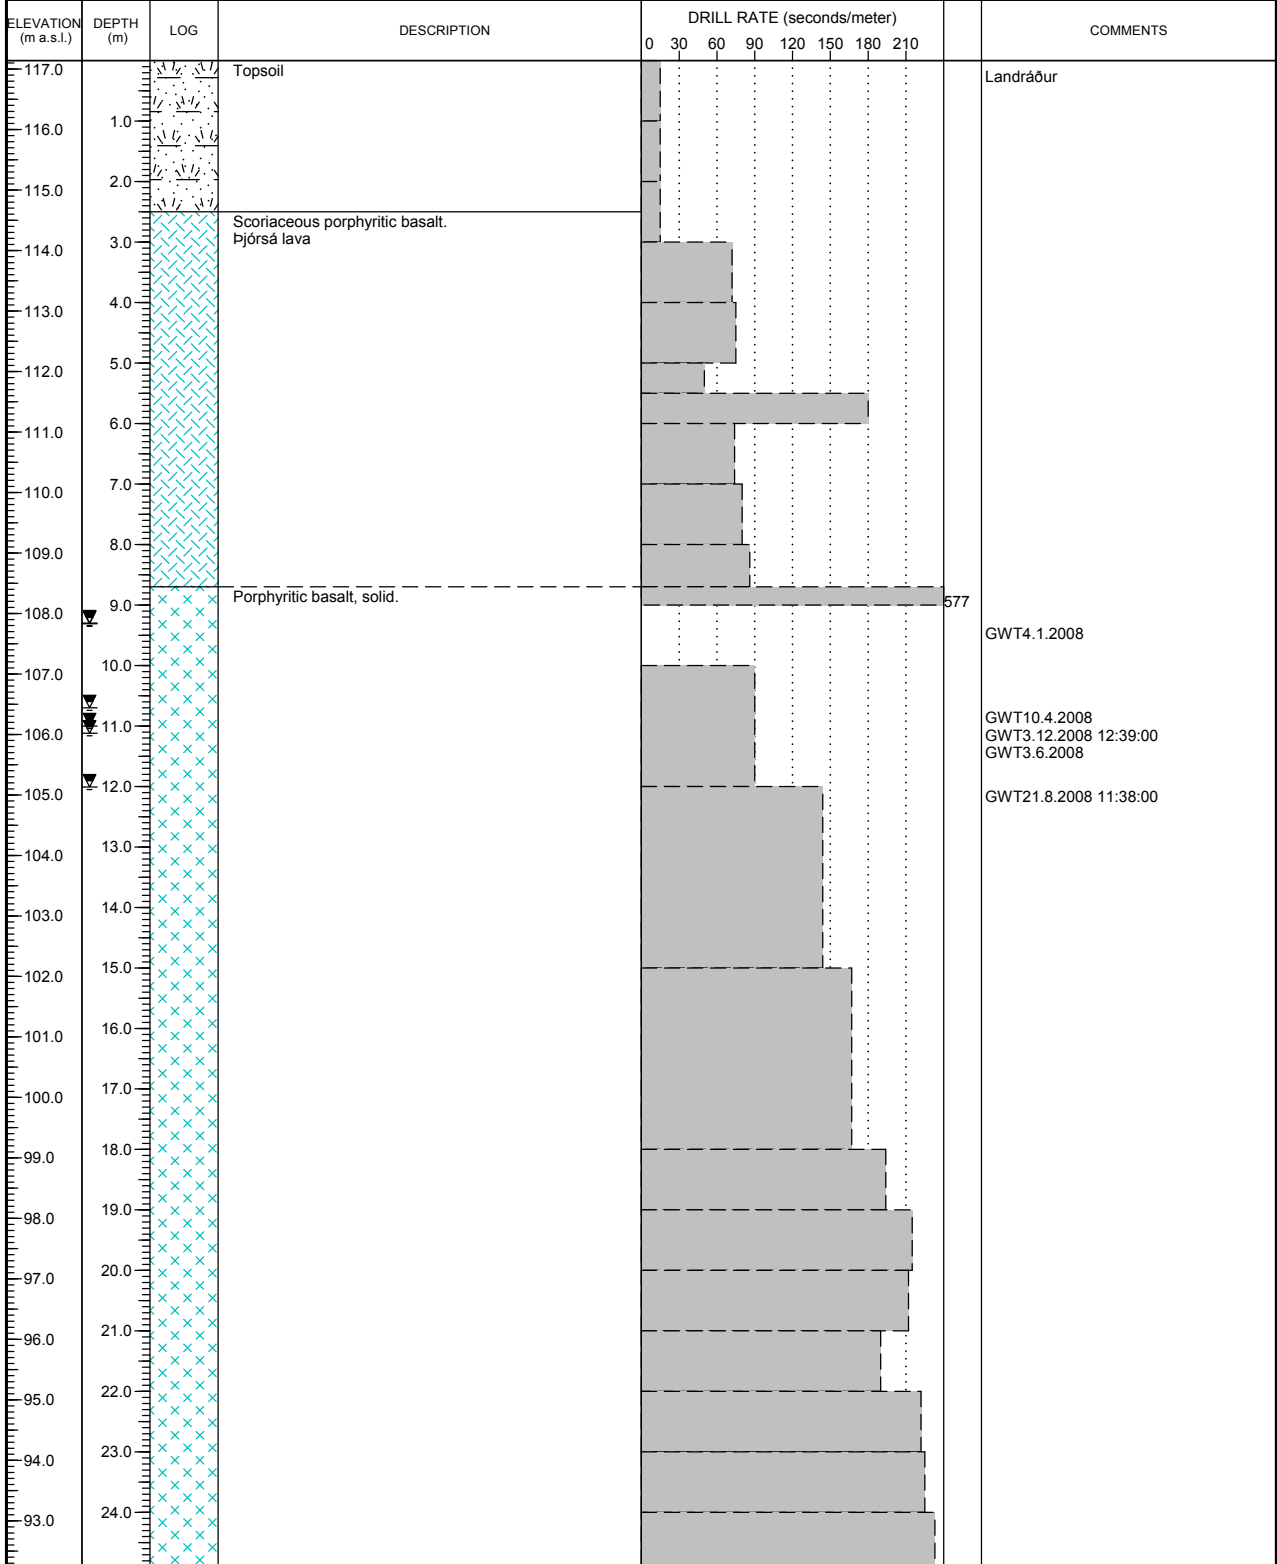 ELEVATION
(m a.s.l.)
DEPTH
(m)
LOG
DESCRIPTION
DRILL RATE (seconds/meter)
0 30 60 90 120 150 180 210
COMMENTS
117.0
Topsoil
Landráður
1.0
116.0
2.0
115.0
Scoriaceous porphyritic basalt.
Þjórsá lava
3.0
114.0
4.0
113.0
5.0
112.0
6.0
111.0
7.0
110.0
8.0
109.0
Porphyritic basalt, solid.
577
9.0
108.0
GWT4.1.2008
10.0
107.0
GWT10.4.2008
11.0
106.0
GWT3.12.2008 12:39:00
GWT3.6.2008
12.0
105.0
GWT21.8.2008 11:38:00
13.0
104.0
14.0
103.0
15.0
102.0
16.0
101.0
17.0
100.0
18.0
99.0
19.0
98.0
20.0
97.0
21.0
96.0
22.0
95.0
23.0
94.0
24.0
93.0